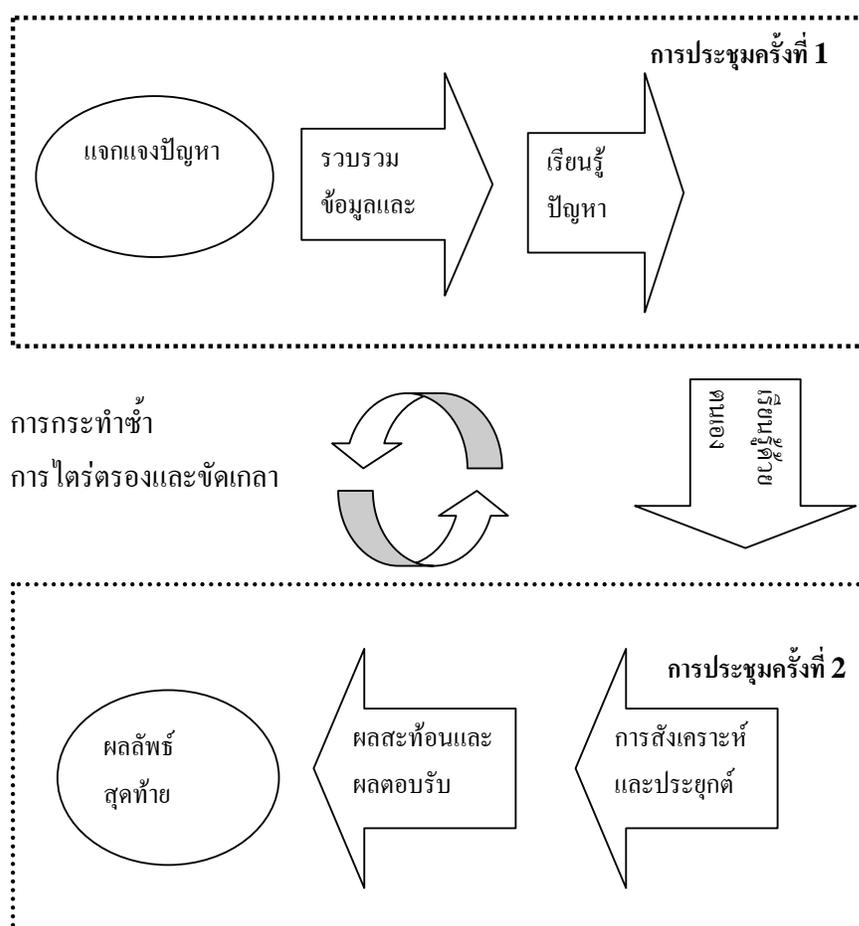 การประชุมครั้งที่ 1
แจกแจงปัญหา
รวบรวม
ข้อมูลและ
เรียนรู้
ปัญหา
การกระทำซ้ำ
การไตร่ตรองและขัดเกลา
เรียนรู้ด้วย
ตนเอง
การประชุมครั้งที่ 2
การสังเคราะห์
และประยุกต์
ผลสะท้อนและ
ผลตอบรับ
ผลลัพธ์
สุดท้าย